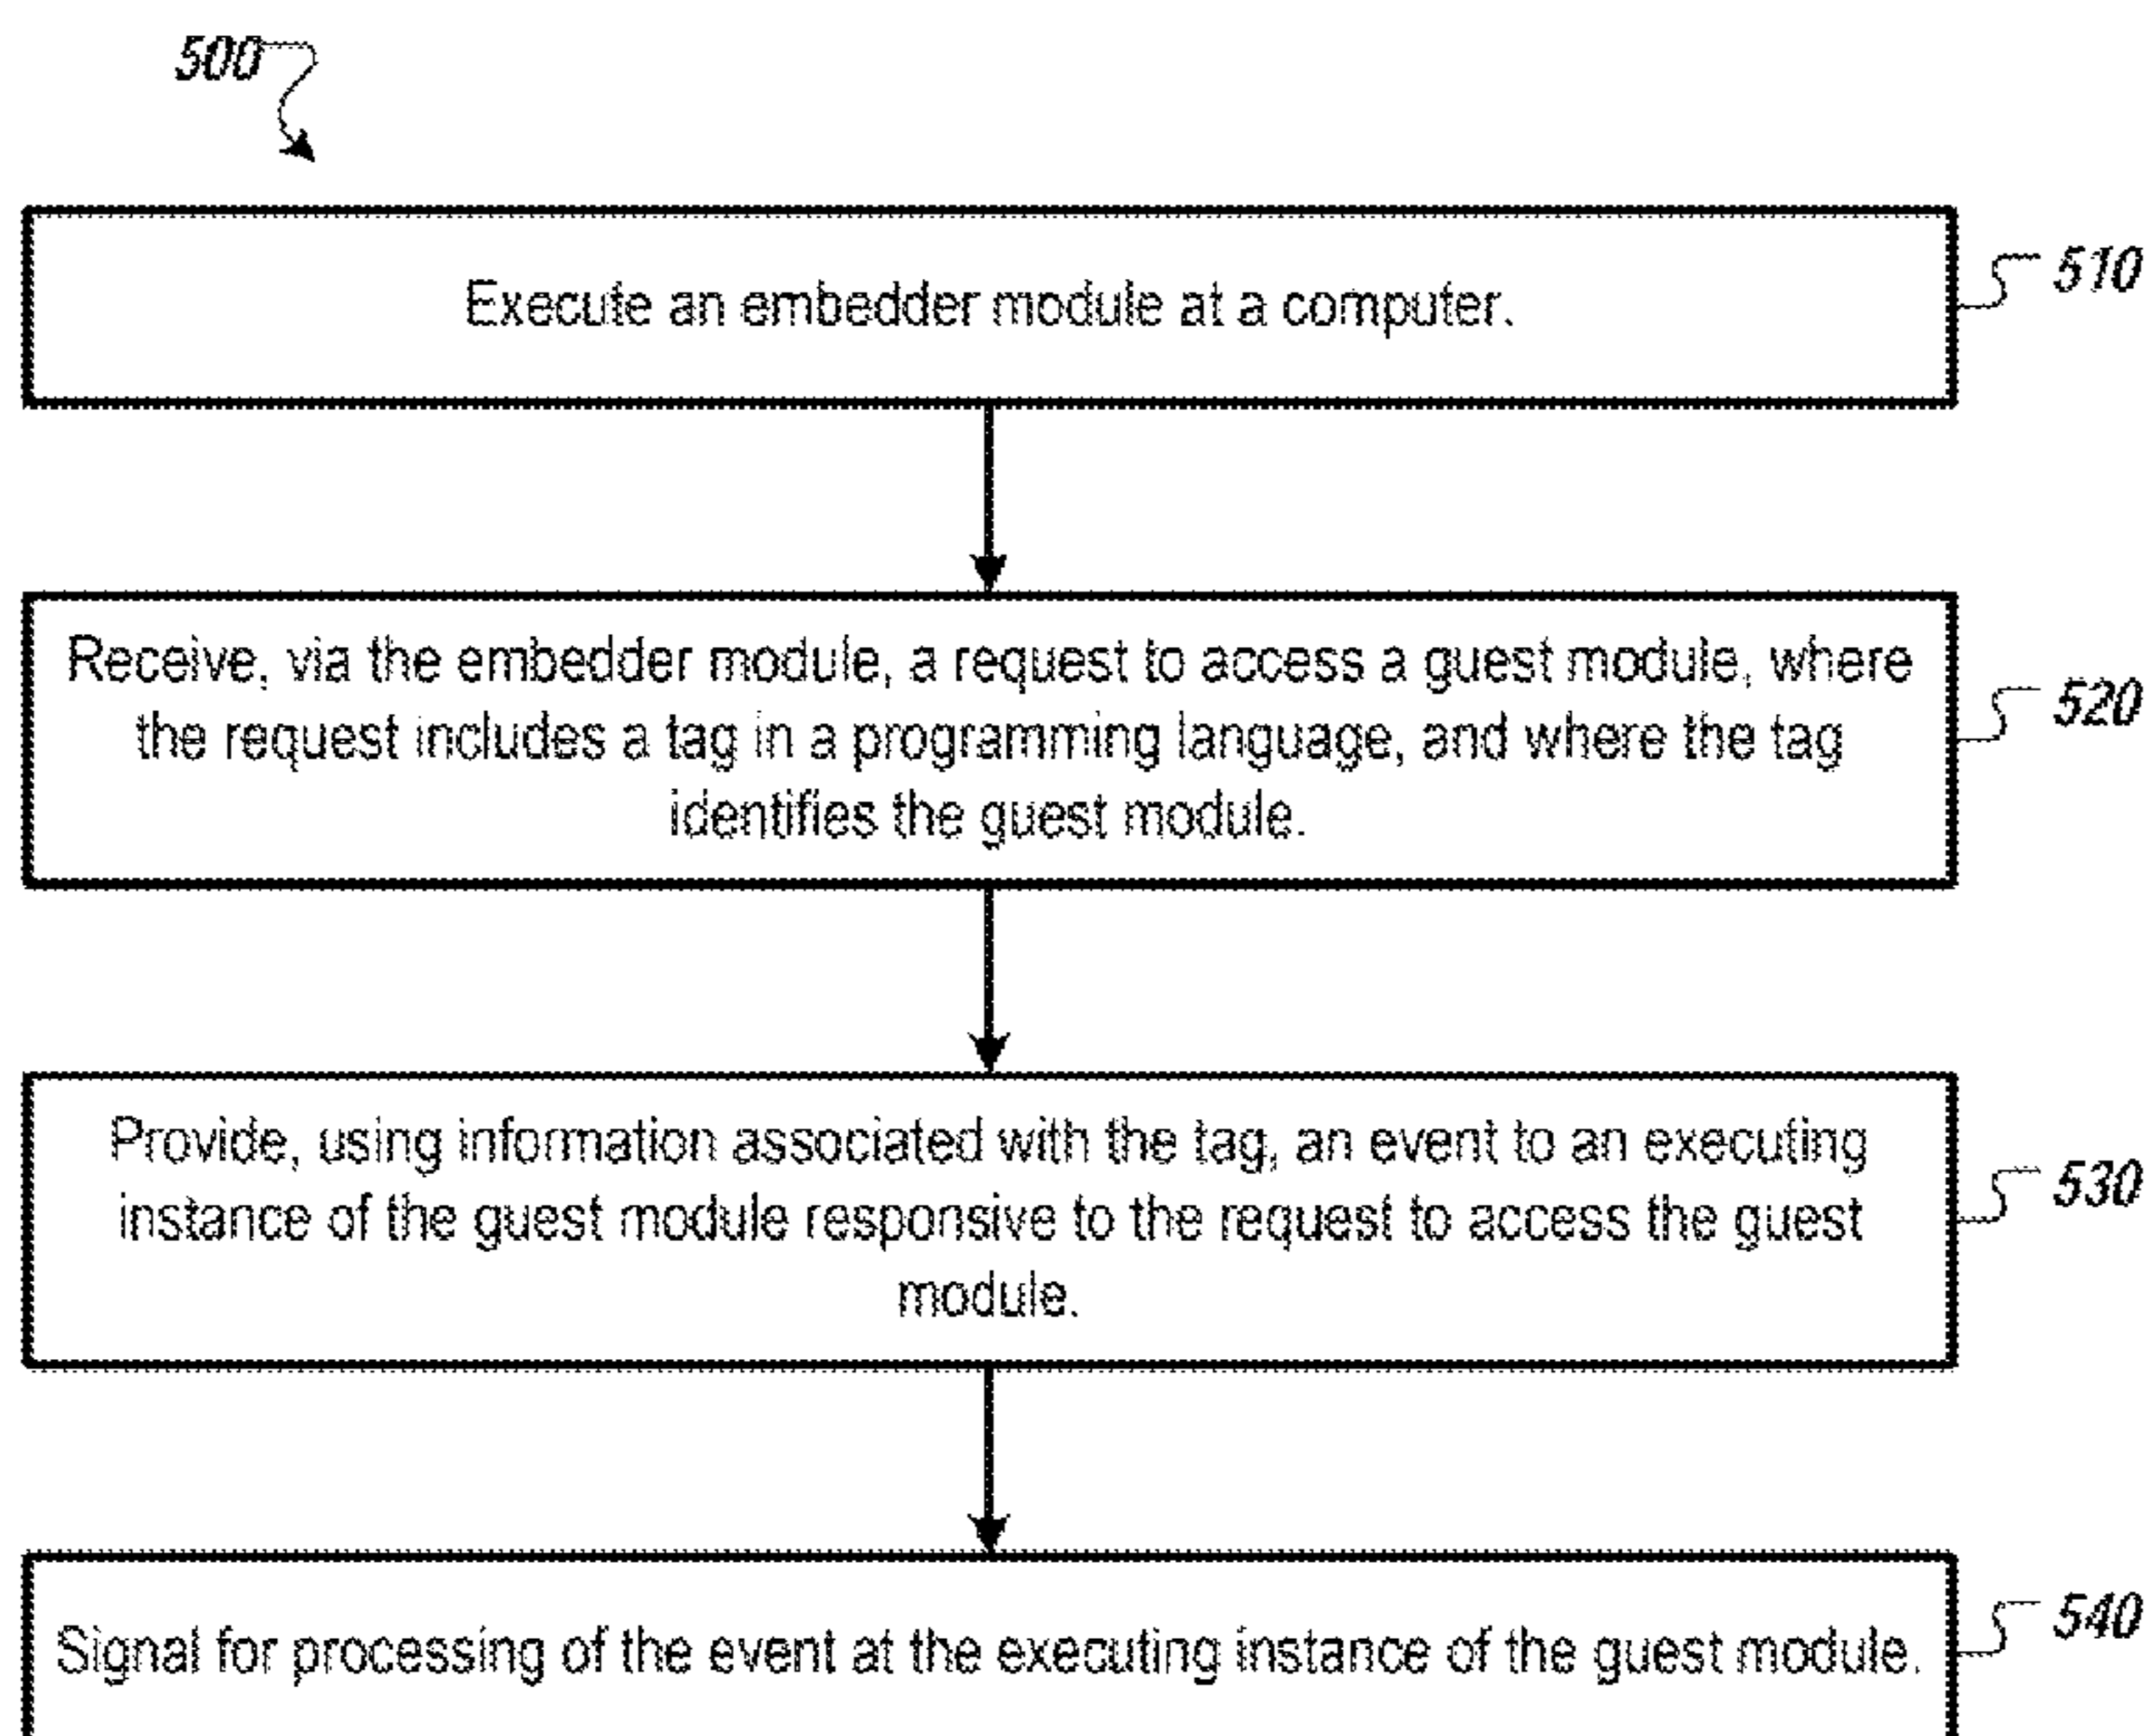 500
Execute an embedder module at a computer.
510
Receive, via the embedder module, a request to access a guest module, where
the request includes a tag in a programming language, and where the tag
identifies the guest module.
520
Provide, using information associated with the tag, an event to an executing
instance of the guest module responsive to the request to access the guest
module.
530
Signal for processing of the event at the executing instance of the guest module.
540